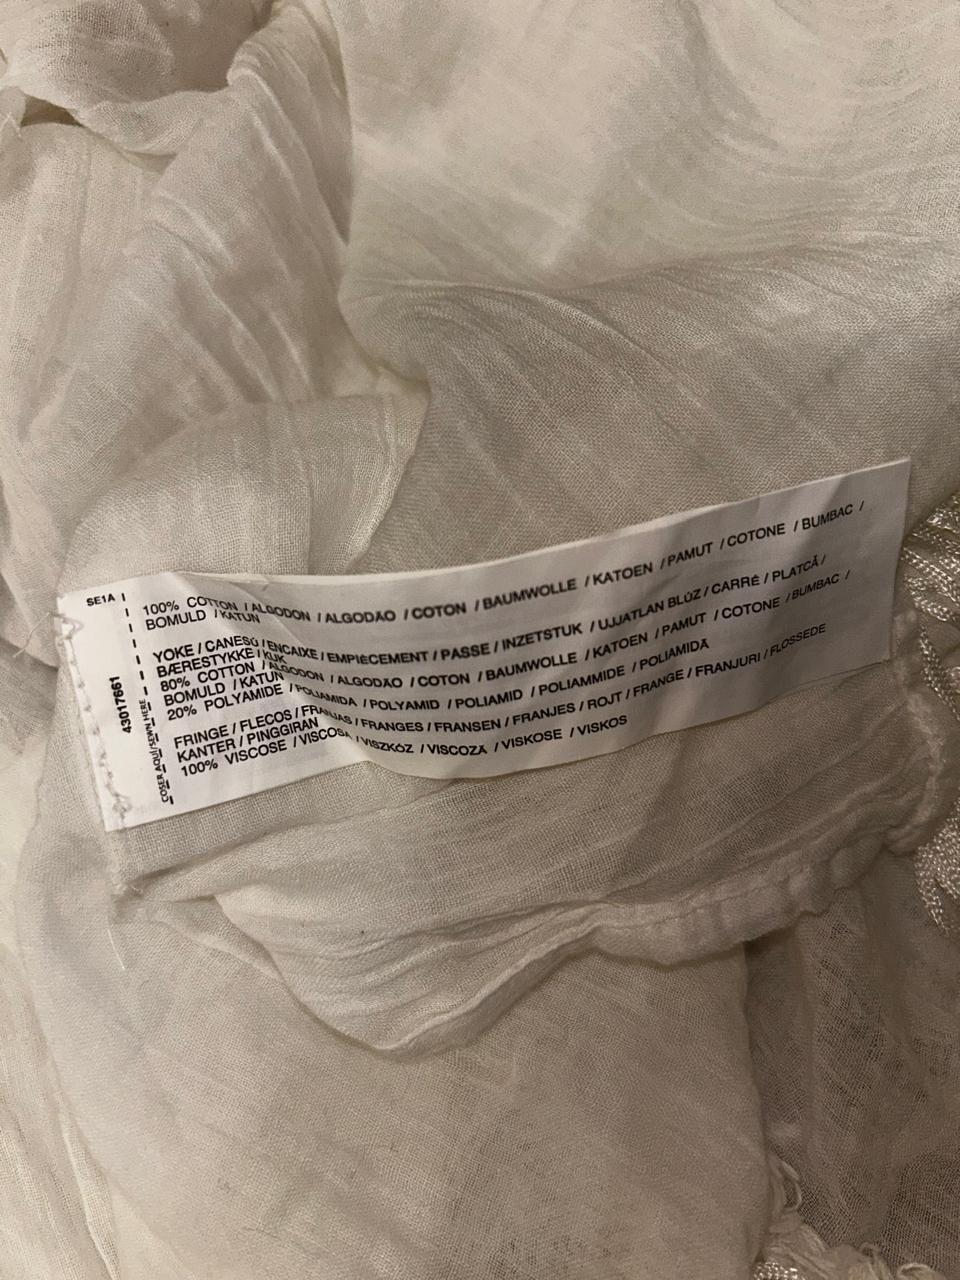 SE1A
43017661
COSER AQUÍ/SEWN HERE
100% COTTON / ALGODON / ALGODAO / COTON / BAUMWOLLE / KATOEN / PAMUT / COTONE / BUMBAC /
BOMULD / KATUN
YOKE / CANESÚ / ENCAIXE / EMPIÈCEMENT / PASSE / INZETSTUK / UJJATLAN BLÚZ / CARRÉ / PLATCĂ /
BÆRESTYKKE / KUK
80% COTTON / ALGODON / ALGODAO / COTON / BAUMWOLLE / KATOEN / PAMUT / COTONE / BUMBAC /
BOMULD / KATUN
20% POLYAMIDE / POLIAMIDA / POLYAMID / POLIAMID / POLIAMMIDE / POLIAMIDĂ
FRINGE / FLECOS / FRANJAS / FRANGES / FRANSEN / FRANJES / ROJT / FRANGE / FRANJURI / FLOSSEDE
KANTER / PINGGIRAN
100% VISCOSE / VISCOSA / VISZKÓZ / VISCOZĂ / VISKOSE / VISKOS